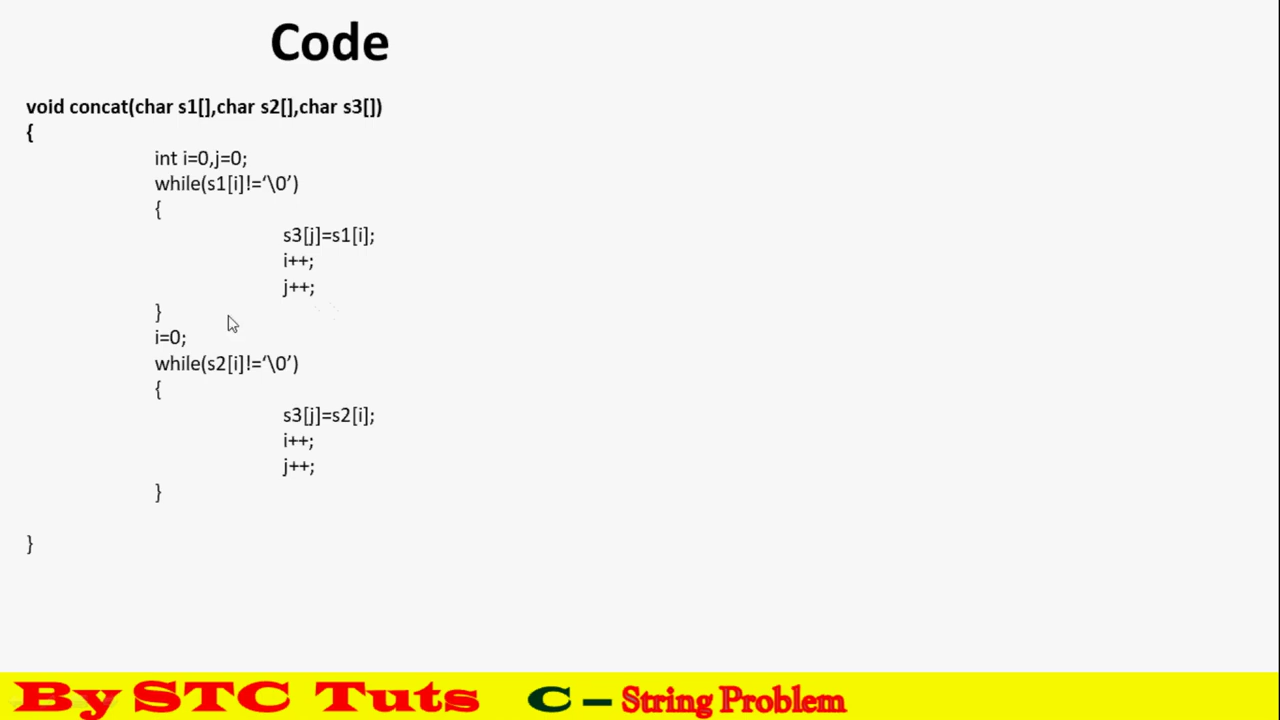 Code
void concat(char s1[],char s2[],char s3[])
{
int i=0,j=0;
while(s1[i]!=‘\0’)
{
s3[j]=s1[i];
i++;
j++;
}
i=0;
while(s2[i]!=‘\0’)
{
s3[j]=s2[i];
i++;
j++;
}
}
By STC Tuts C – String Problem